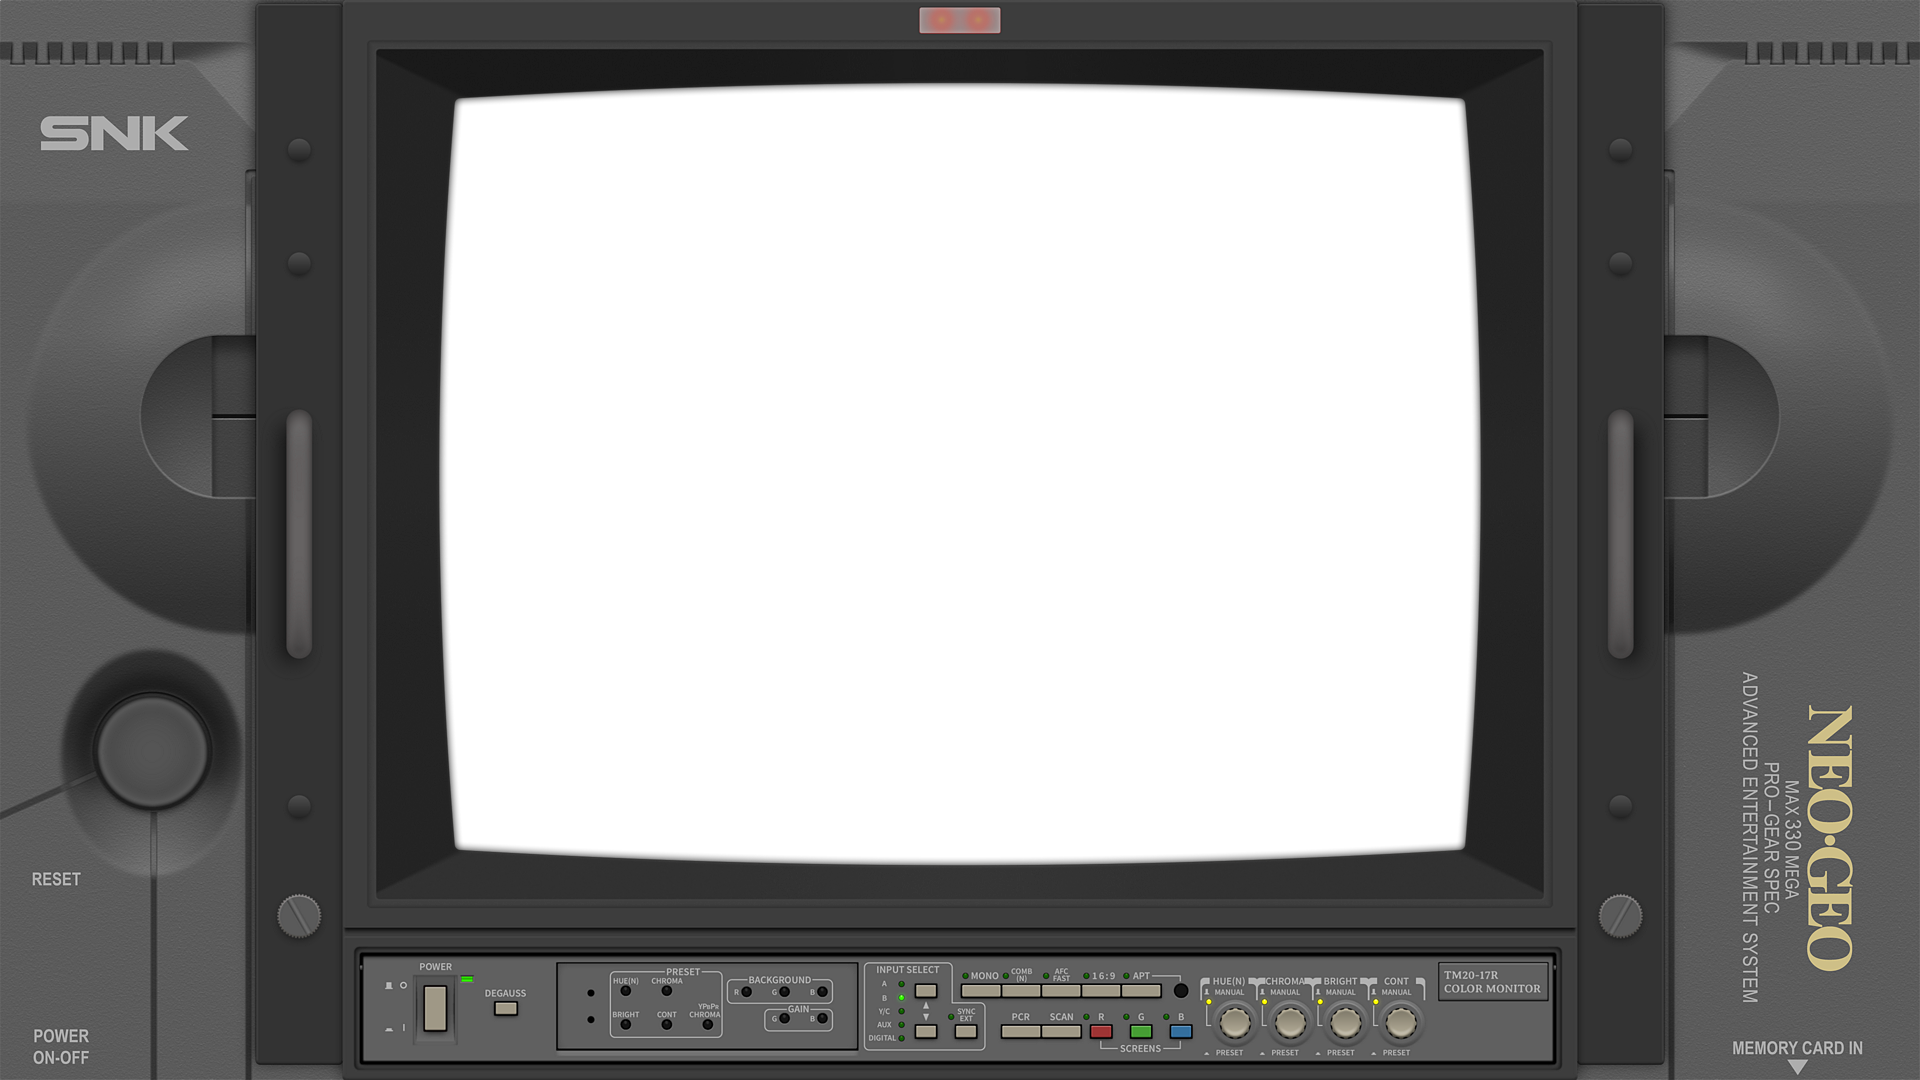 SNK
RESET
POWER
ON-OFF
NEO·GEO
MAX 330 MEGA
PRO-GEAR SPEC
ADVANCED ENTERTAINMENT SYSTEM
MEMORY CARD IN
POWER
DEGAUSS
PRESET
HUE(N)
CHROMA
BRIGHT
CONT
YPBPR
CHROMA
BACKGROUND
R G B
GAIN
G B
INPUT SELECT
A
B
Y/C
AUX
DIGITAL
SYNC
EXT
MONO
COMB
(N)
AFC
FAST
16:9
APT
PCR
SCAN
R
G
B
SCREENS
HUE(N)
MANUAL
PRESET
CHROMA
MANUAL
PRESET
BRIGHT
MANUAL
PRESET
CONT
MANUAL
PRESET
TM20-17R
COLOR MONITOR